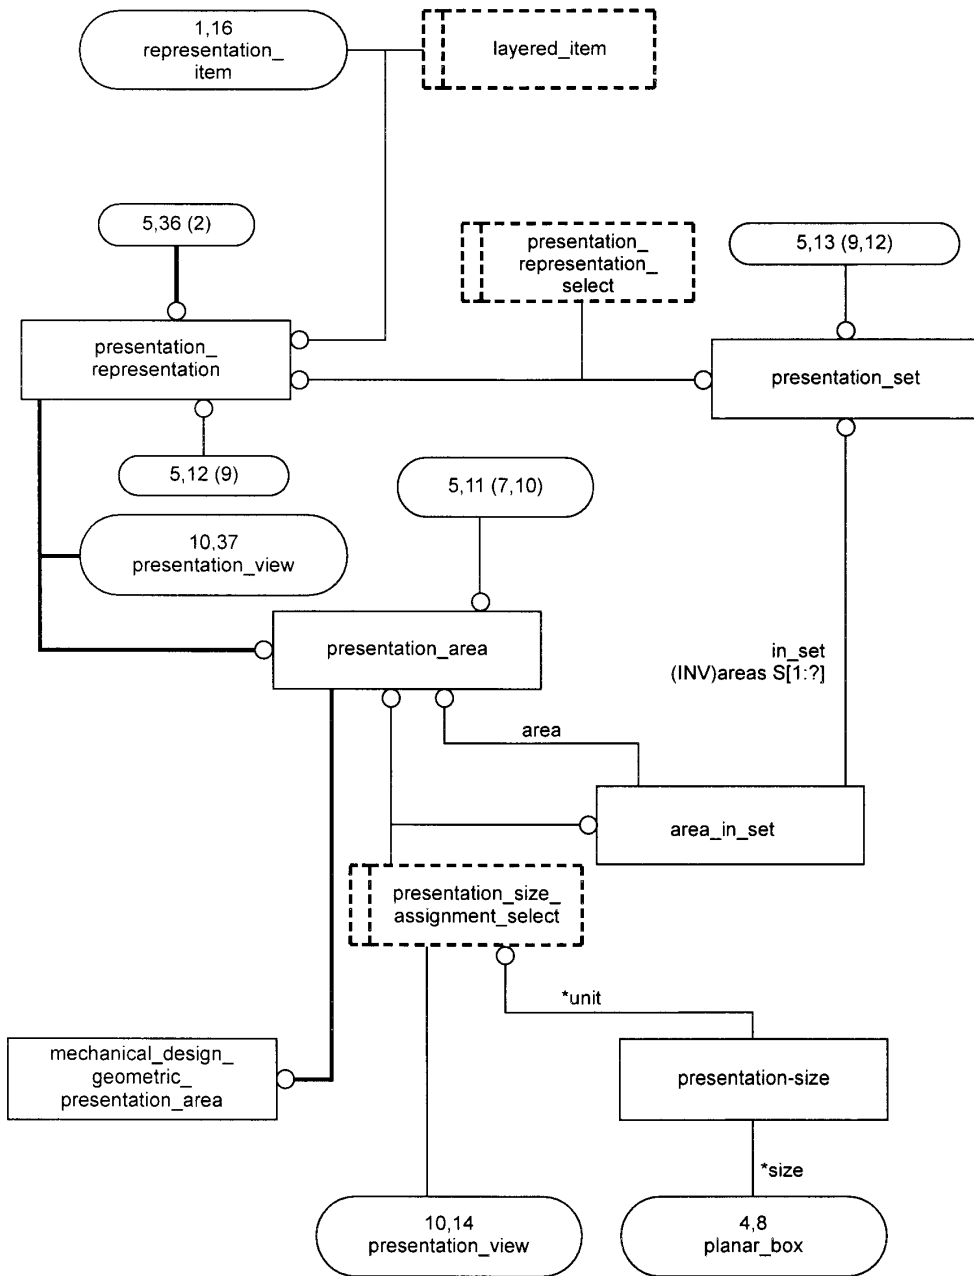 1,16
representation_
item
layered_item
5,36 (2)
presentation_
representation_
select
5,13 (9,12)
presentation_
representation
presentation_set
5,12 (9)
5,11 (7,10)
10,37
presentation_view
presentation_area
in_set
(INV)areas S[1:?]
area
area_in_set
presentation_size_
assignment_select
*unit
mechanical_design_
geometric_
presentation_area
presentation-size
*size
10,14
presentation_view
4,8
planar_box